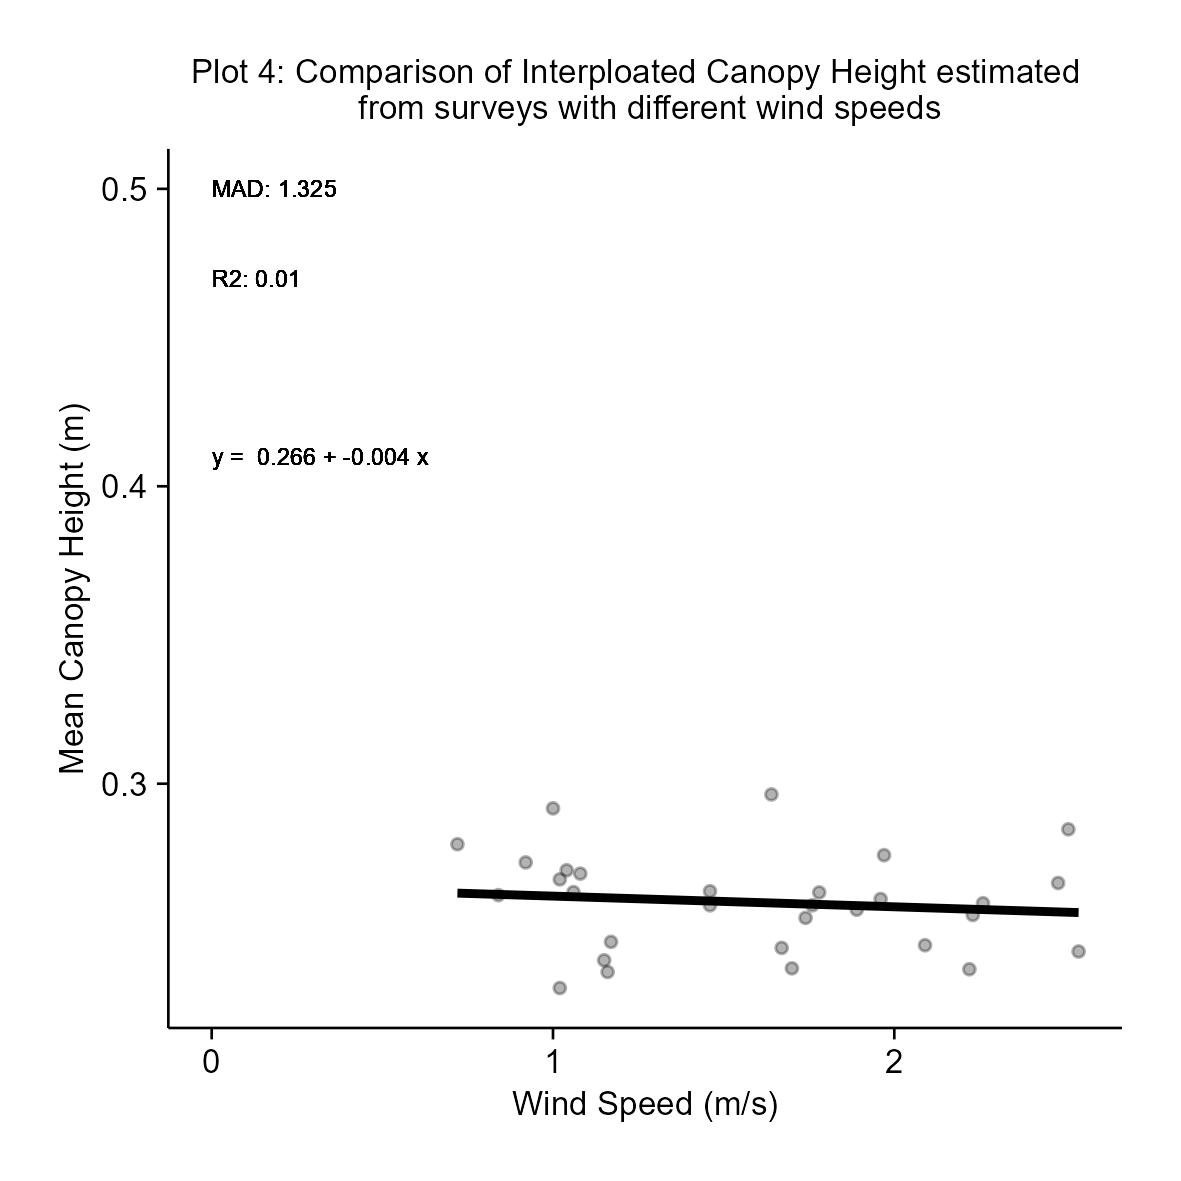 Plot 4: Comparison of Interploated Canopy Height estimated
from surveys with different wind speeds
0.5
MAD: 1.325
R2: 0.01
y =  0.266 + -0.004 x
0.4
Mean Canopy Height (m)
0.3
0
1
2
Wind Speed (m/s)